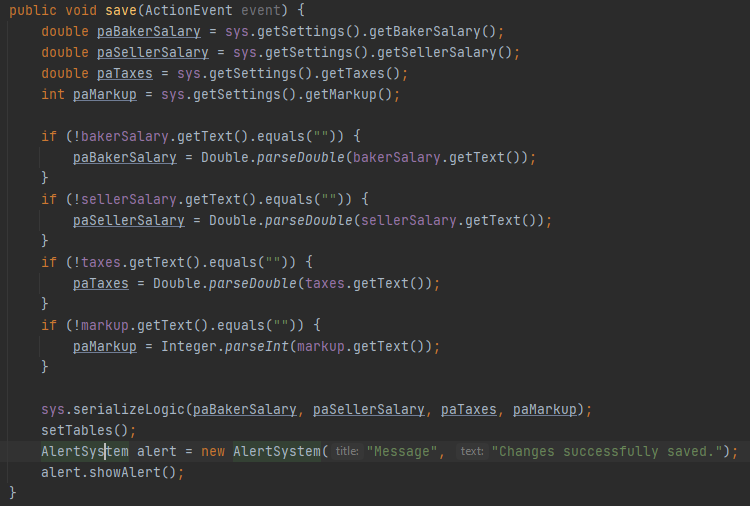 public void save(ActionEvent event) {
    double paBakerSalary = sys.getSettings().getBakerSalary();
    double paSellerSalary = sys.getSettings().getSellerSalary();
    double paTaxes = sys.getSettings().getTaxes();
    int paMarkup = sys.getSettings().getMarkup();

    if (!bakerSalary.getText().equals("")) {
        paBakerSalary = Double.parseDouble(bakerSalary.getText());
    }
    if (!sellerSalary.getText().equals("")) {
        paSellerSalary = Double.parseDouble(sellerSalary.getText());
    }
    if (!taxes.getText().equals("")) {
        paTaxes = Double.parseDouble(taxes.getText());
    }
    if (!markup.getText().equals("")) {
        paMarkup = Integer.parseInt(markup.getText());
    }

    sys.serializeLogic(paBakerSalary, paSellerSalary, paTaxes, paMarkup);
    setTables();
    AlertSystem alert = new AlertSystem( title: "Message", text: "Changes successfully saved.");
    alert.showAlert();
}